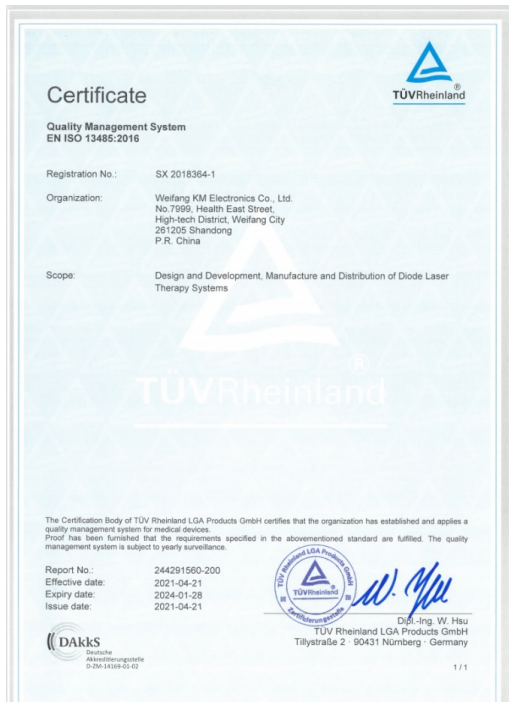 TÜVRheinland®
Certificate
Quality Management System
EN ISO 13485:2016
Registration No.: SX 2018364-1
Organization: Weifang KM Electronics Co., Ltd.
No.7999, Health East Street,
High-tech District, Weifang City
261205 Shandong
P.R. China
Scope: Design and Development, Manufacture and Distribution of Diode Laser
Therapy Systems
TÜVRheinland®
The Certification Body of TÜV Rheinland LGA Products GmbH certifies that the organization has established and applies a
quality management system for medical devices.
Proof has been furnished that the requirements specified in the abovementioned standard are fulfilled. The quality
management system is subject to yearly surveillance.
Report No.: 244291560-200
Effective date: 2021-04-21
Expiry date: 2024-01-28
Issue date: 2021-04-21
TÜV Rheinland LGA Products GmbH
TÜVRheinland
Zertifizierungsstelle
W. Hsu
Dipl.-Ing. W. Hsu
TÜV Rheinland LGA Products GmbH
Tillystraße 2 · 90431 Nürnberg · Germany
DAkkS
Deutsche
Akkreditierungsstelle
D-ZM-14169-01-02
1 / 1